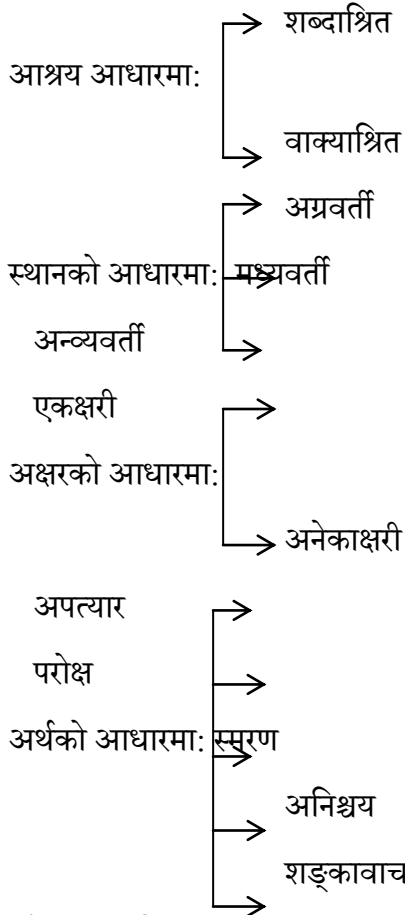 शब्दाश्रित
आश्रय आधारमा:
वाक्याश्रित
अग्रवर्ती
स्थानको आधारमा: मध्यवर्ती
अन्व्यवर्ती
एकक्षरी
अक्षरको आधारमा:
अनेकाक्षरी
अपत्यार
परोक्ष
अर्थको आधारमा: स्मरण
अनिश्चय
शङ्कावाच